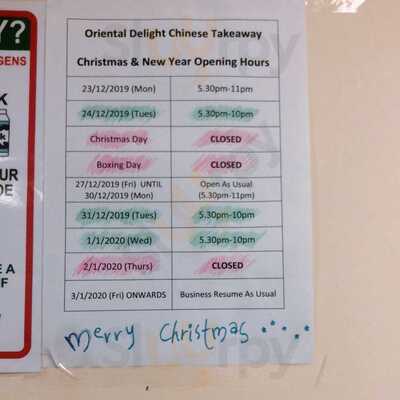 Y?
GENS
K
k
UR
DE
E A
F
Oriental Delight Chinese Takeaway
Christmas & New Year Opening Hours
23/12/2019 (Mon) 5.30pm-11pm
24/12/2019 (Tues) 5.30pm-10pm
Christmas Day CLOSED
Boxing Day CLOSED
27/12/2019 (Fri) UNTIL Open As Usual
30/12/2019 (Mon) (5.30pm-11pm)
31/12/2019 (Tues) 5.30pm-10pm
1/1/2020 (Wed) 5.30pm-10pm
2/1/2020 (Thurs) CLOSED
3/1/2020 (Fri) ONWARDS Business Resume As Usual
merry christmas .....